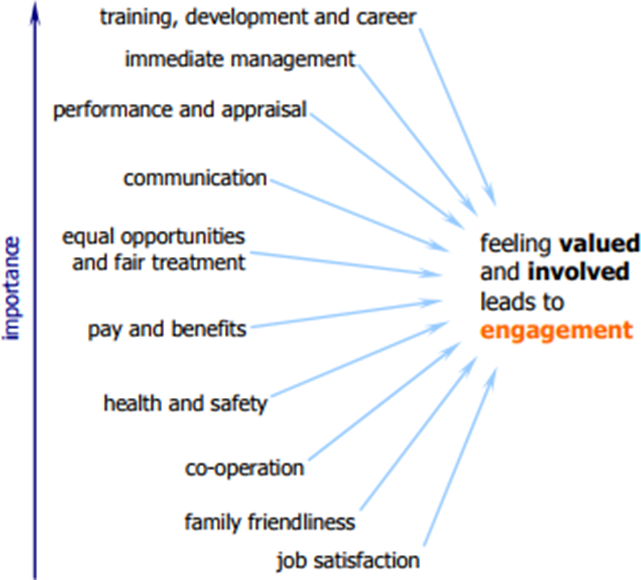 training, development and career
immediate management
performance and appraisal
communication
equal opportunities
and fair treatment
pay and benefits
health and safety
co-operation
family friendliness
job satisfaction
importance
feeling valued
and involved
leads to
engagement